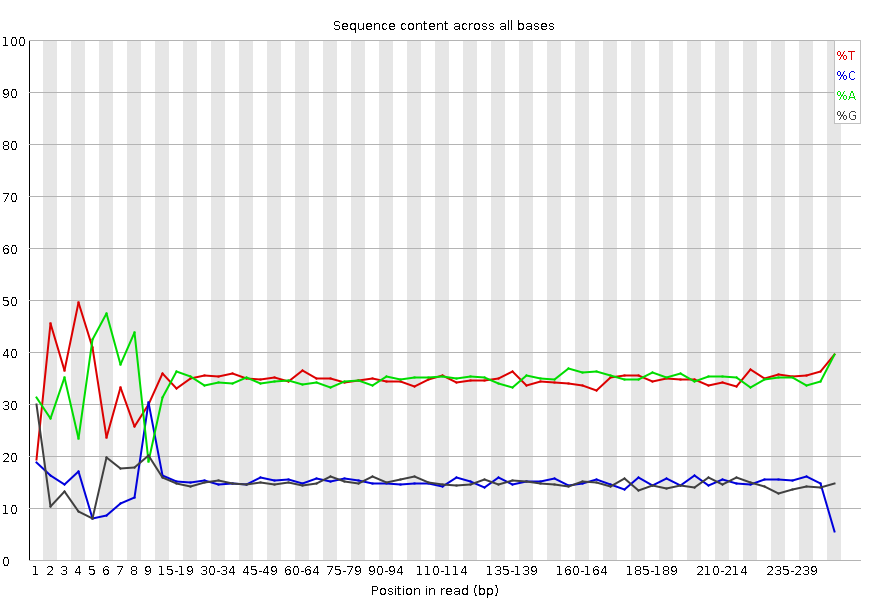 Sequence content across all bases
%T
%C
%A
%G
100
90
80
70
60
50
40
30
20
10
0
1 2 3 4 5 6 7 8 9 15-19 30-34 45-49 60-64 75-79 90-94 110-114 135-139 160-164 185-189 210-214 235-239
Position in read (bp)